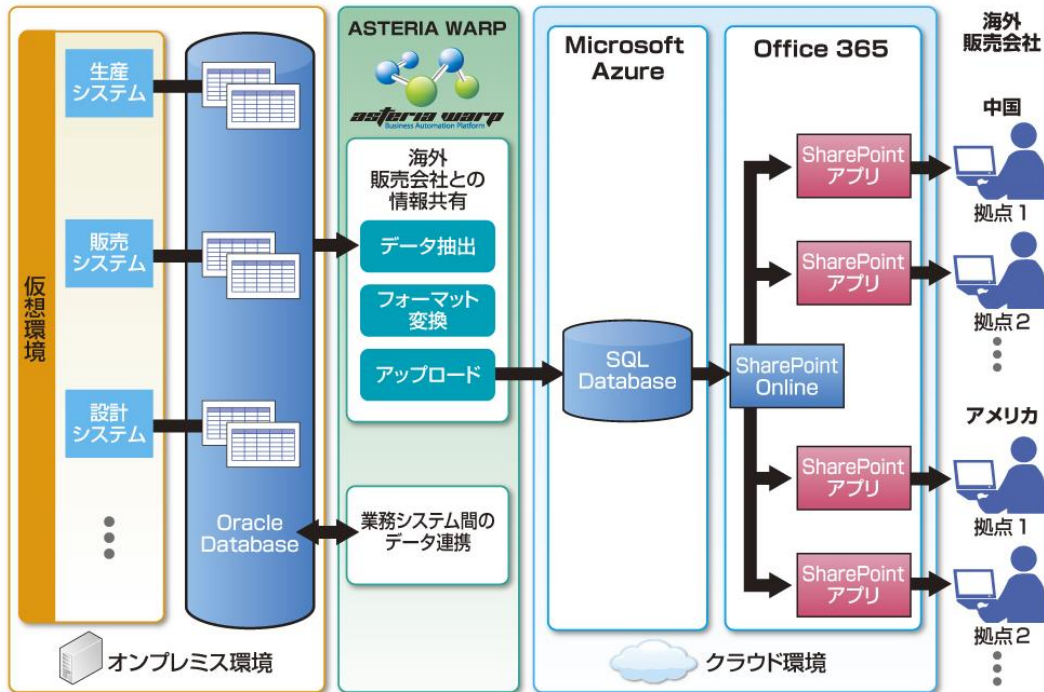 仮想環境
生産
システム
販売
システム
設計
システム
Oracle
Database
オンプレミス環境
ASTERIA WARP
asteria warp
Business Automation Platform
海外
販売会社との
情報共有
データ抽出
フォーマット
変換
アップロード
業務システム間の
データ連携
Microsoft
Azure
SQL
Database
Office 365
SharePoint
Online
SharePoint
アプリ
SharePoint
アプリ
SharePoint
アプリ
SharePoint
アプリ
クラウド環境
海外
販売会社
中国
拠点1
拠点2
アメリカ
拠点1
拠点2